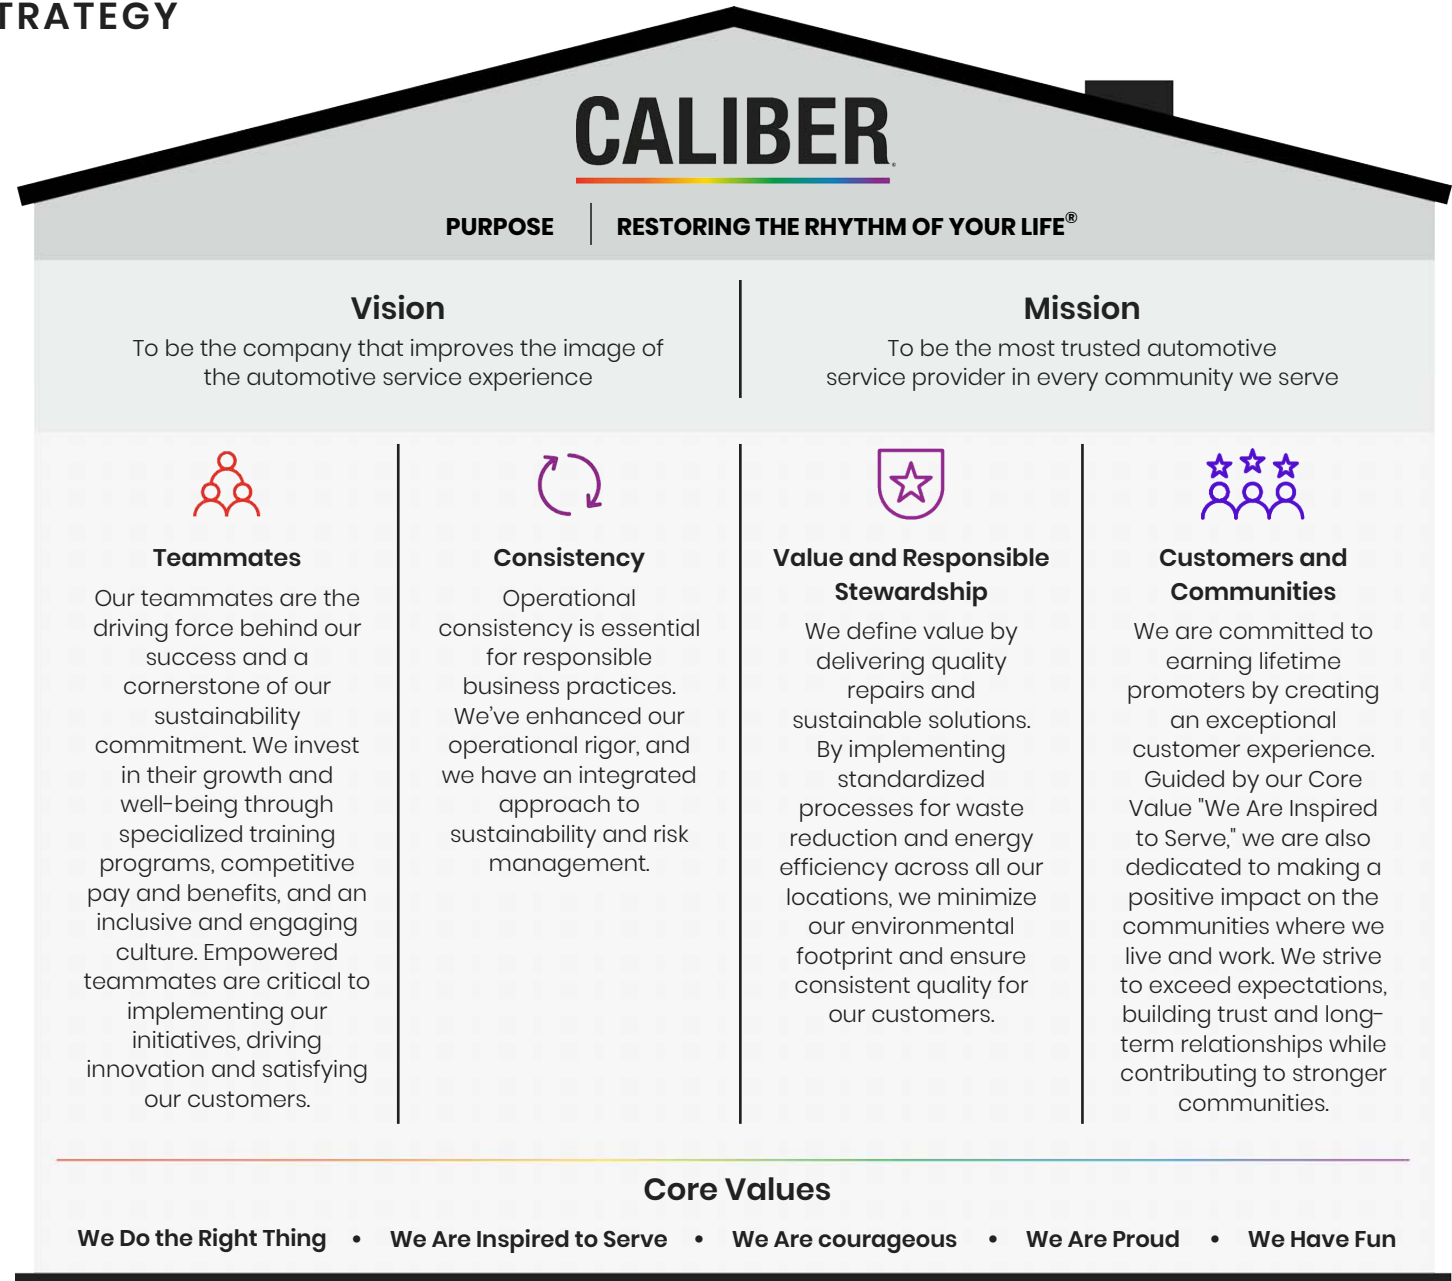 TRATEGY
CALIBER
PURPOSE | RESTORING THE RHYTHM OF YOUR LIFE®
Vision
To be the company that improves the image of
the automotive service experience
Mission
To be the most trusted automotive
service provider in every community we serve
Teammates
Our teammates are the
driving force behind our
success and a
cornerstone of our
sustainability
commitment. We invest
in their growth and
well-being through
specialized training
programs, competitive
pay and benefits, and an
inclusive and engaging
culture. Empowered
teammates are critical to
implementing our
initiatives, driving
innovation and satisfying
our customers.
Consistency
Operational
consistency is essential
for responsible
business practices.
We’ve enhanced our
operational rigor, and
we have an integrated
approach to
sustainability and risk
management.
Value and Responsible
Stewardship
We define value by
delivering quality
repairs and
sustainable solutions.
By implementing
standardized
processes for waste
reduction and energy
efficiency across all our
locations, we minimize
our environmental
footprint and ensure
consistent quality for
our customers.
Customers and
Communities
We are committed to
earning lifetime
promoters by creating
an exceptional
customer experience.
Guided by our Core
Value "We Are Inspired
to Serve," we are also
dedicated to making a
positive impact on the
communities where we
live and work. We strive
to exceed expectations,
building trust and long-
term relationships while
contributing to stronger
communities.
Core Values
We Do the Right Thing • We Are Inspired to Serve • We Are courageous • We Are Proud • We Have Fun